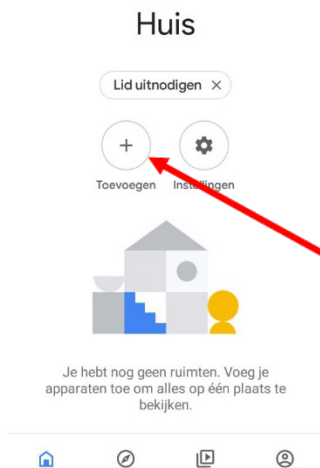 Huis
Lid uitnodigen ×
Toevoegen Instellingen
Je hebt nog geen ruimten. Voeg je
apparaten toe om alles op één plaats te
bekijken.